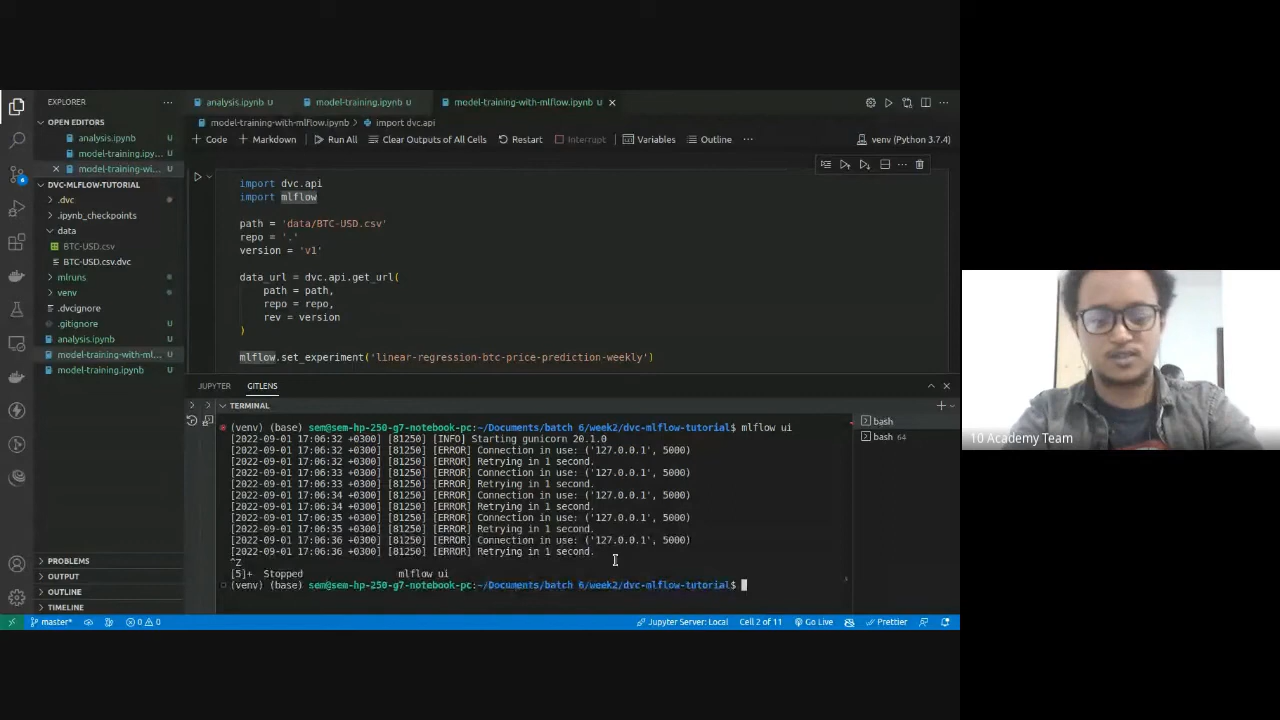 EXPLORER
OPEN EDITORS
analysis.ipynb U
model-training.ipy... U
model-training-wi... U
DVC-MLFLOW-TUTORIAL
.dvc
.ipynb_checkpoints
data
BTC-USD.csv
BTC-USD.csv.dvc
mlruns
venv
.dvcignore
.gitignore U
analysis.ipynb U
model-training-with-ml... U
model-training.ipynb U
PROBLEMS
OUTPUT
OUTLINE
TIMELINE
analysis.ipynb U
model-training.ipynb U
model-training-with-mlflow.ipynb U
model-training-with-mlflow.ipynb > import dvc.api
+ Code + Markdown Run All Clear Outputs of All Cells Restart Interrupt Variables Outline ... venv (Python 3.7.4)
import dvc.api
import mlflow
path = 'data/BTC-USD.csv'
repo = '.'
version = 'v1'
data_url = dvc.api.get_url(
path = path,
repo = repo,
rev = version
)
mlflow.set_experiment('linear-regression-btc-price-prediction-weekly')
JUPYTER GITLENS
TERMINAL
(venv) (base) sem@sem-hp-250-g7-notebook-pc:~/Documents/batch 6/week2/dvc-mlflow-tutorial$ mlflow ui
[2022-09-01 17:06:32 +0300] [81250] [INFO] Starting gunicorn 20.1.0
[2022-09-01 17:06:32 +0300] [81250] [ERROR] Connection in use: ('127.0.0.1', 5000)
[2022-09-01 17:06:32 +0300] [81250] [ERROR] Retrying in 1 second.
[2022-09-01 17:06:33 +0300] [81250] [ERROR] Connection in use: ('127.0.0.1', 5000)
[2022-09-01 17:06:33 +0300] [81250] [ERROR] Retrying in 1 second.
[2022-09-01 17:06:34 +0300] [81250] [ERROR] Connection in use: ('127.0.0.1', 5000)
[2022-09-01 17:06:34 +0300] [81250] [ERROR] Retrying in 1 second.
[2022-09-01 17:06:35 +0300] [81250] [ERROR] Connection in use: ('127.0.0.1', 5000)
[2022-09-01 17:06:35 +0300] [81250] [ERROR] Retrying in 1 second.
[2022-09-01 17:06:36 +0300] [81250] [ERROR] Connection in use: ('127.0.0.1', 5000)
[2022-09-01 17:06:36 +0300] [81250] [ERROR] Retrying in 1 second.
^Z
[5]+ Stopped mlflow ui
(venv) (base) sem@sem-hp-250-g7-notebook-pc:~/Documents/batch 6/week2/dvc-mlflow-tutorial$
bash
bash 64
master* 0 0 Jupyter Server: Local Cell 2 of 11 Go Live Prettier
10 Academy Team